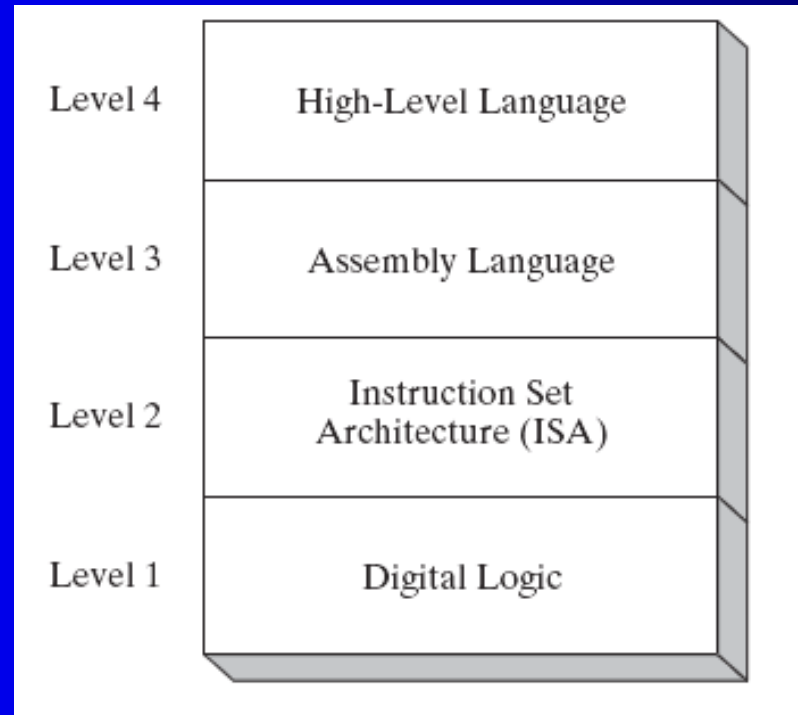 Level 4
High-Level Language
Level 3
Assembly Language
Level 2
Instruction Set
Architecture (ISA)
Level 1
Digital Logic